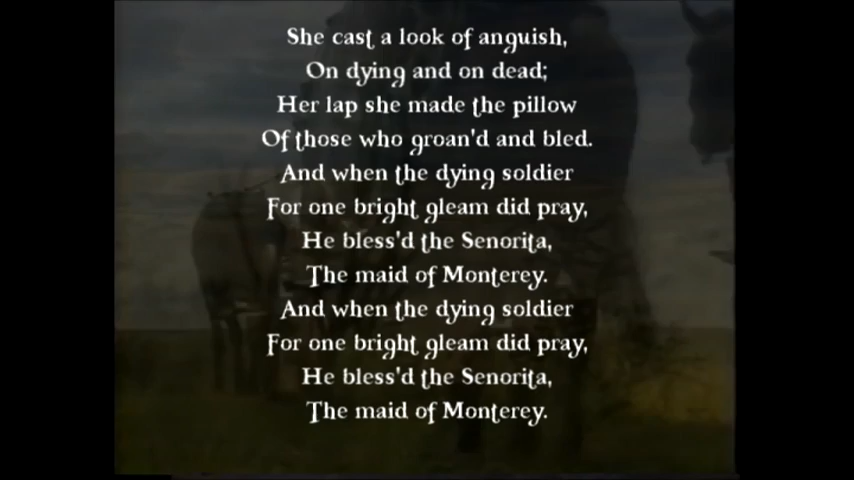 She cast a look of anguish,
On dying and on dead;
Her lap she made the pillow
Of those who groan'd and bled.
And when the dying soldier
For one bright gleam did pray,
He bless'd the Senorita,
The maid of Monterey.
And when the dying soldier
For one bright gleam did pray,
He bless'd the Senorita,
The maid of Monterey.